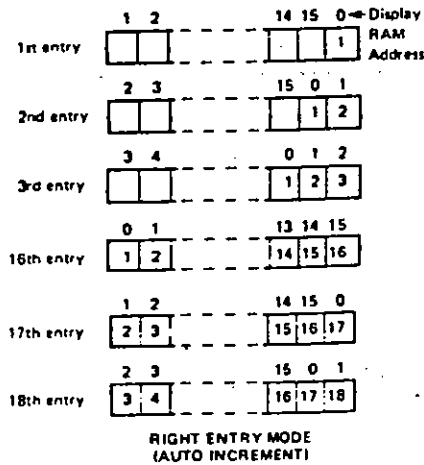 1 2 14 15 0 Display
RAM
Address
1st entry 1
2 3 15 0 1
2nd entry 1 2
3 4 0 1 2
3rd entry 1 2 3
0 1 13 14 15
16th entry 1 2 14 15 16
1 2 14 15 0
17th entry 2 3 15 16 17
2 3 15 0 1
18th entry 3 4 16 17 18
RIGHT ENTRY MODE
(AUTO INCREMENT)